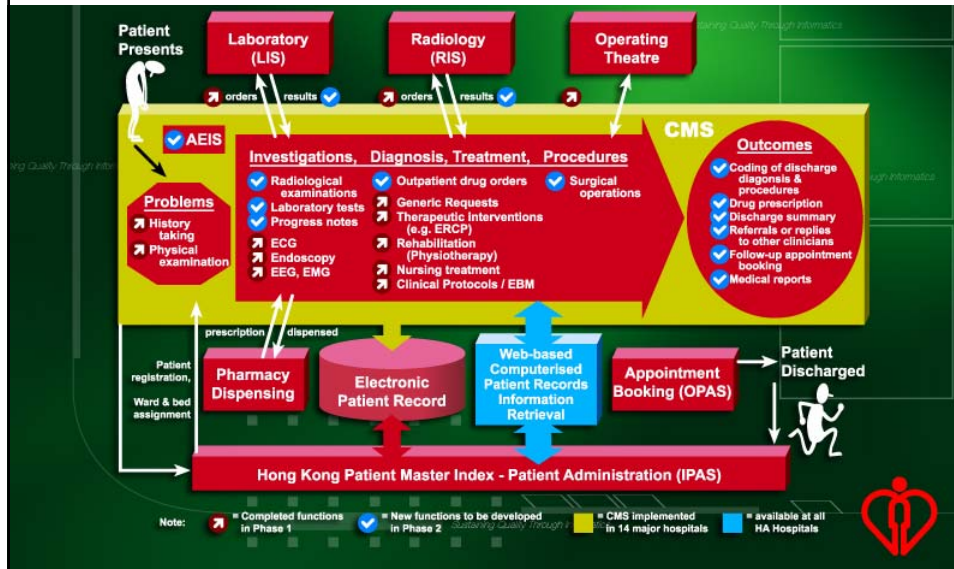 Patient
Presents
Laboratory
(LIS)
Radiology
(RIS)
Operating
Theatre
Sustaining Quality Through Informatics
orders
results
orders
results
CMS
AEIS
Problems
History
taking
Physical
examination
Investigations,
Radiological
examinations
Laboratory tests
Progress notes
ECG
Endoscopy
EEG, EMG
Diagnosis, Treatment,
Outpatient drug orders
Generic Requests
Therapeutic Interventions
(e.g. ERCP)
Rehabilitation
(Physiotherapy)
Nursing treatment
Clinical Protocols / EBM
Procedures
Surgical
operations
Outcomes
Coding of discharge
diagonsis &
procedures
Drug prescription
Discharge summary
Referrals or replies
to other clinicians
Follow-up appointment
booking
Medical reports
prescription
dispensed
Patient
registration,
Ward & bed
assignment
Pharmacy
Dispensing
Electronic
Patient Record
Web-based
Computerised
Patient Records
Information
Retrieval
Appointment
Booking (OPAS)
Patient
Discharged
Hong Kong Patient Master Index - Patient Administration (IPAS)
Note:
= Completed functions
in Phase 1
= New functions to be developed
in Phase 2
= CMS implemented
in 14 major hospitals
= available at all
HA Hospitals